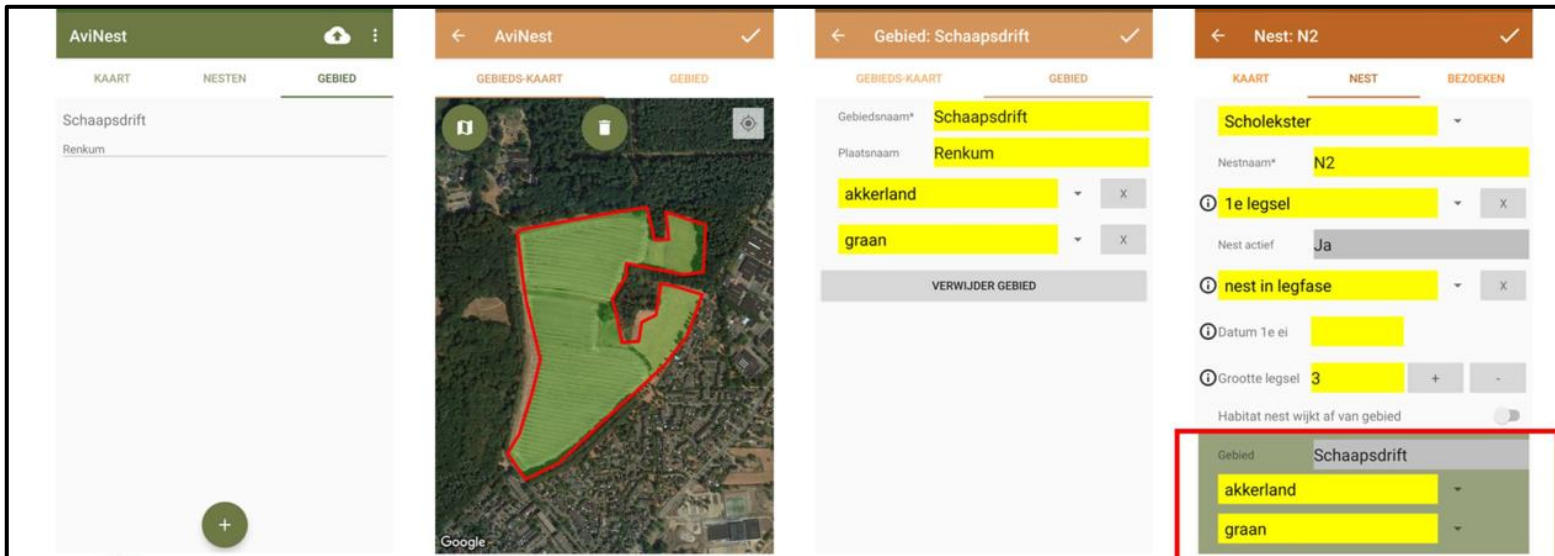 AviNest
KAART NESTEN GEBIED
Schaapsdrift
Renkum
+
AviNest
GEBIEDS-KAART GEBIED
Google
Gebied: Schaapsdrift
GEBIEDS-KAART GEBIED
Gebiedsnaam* Schaapsdrift
Plaatsnaam Renkum
akkerland X
graan X
VERWIJDER GEBIED
Nest: N2
KAART NEST BEZOEKEN
Scholekster
Nestnaam* N2
1e legsel X
Nest actief Ja
nest in legfase X
Datum 1e ei
Grootte legsel 3 + -
Habitat nest wijkt af van gebied
Gebied Schaapsdrift
akkerland
graan